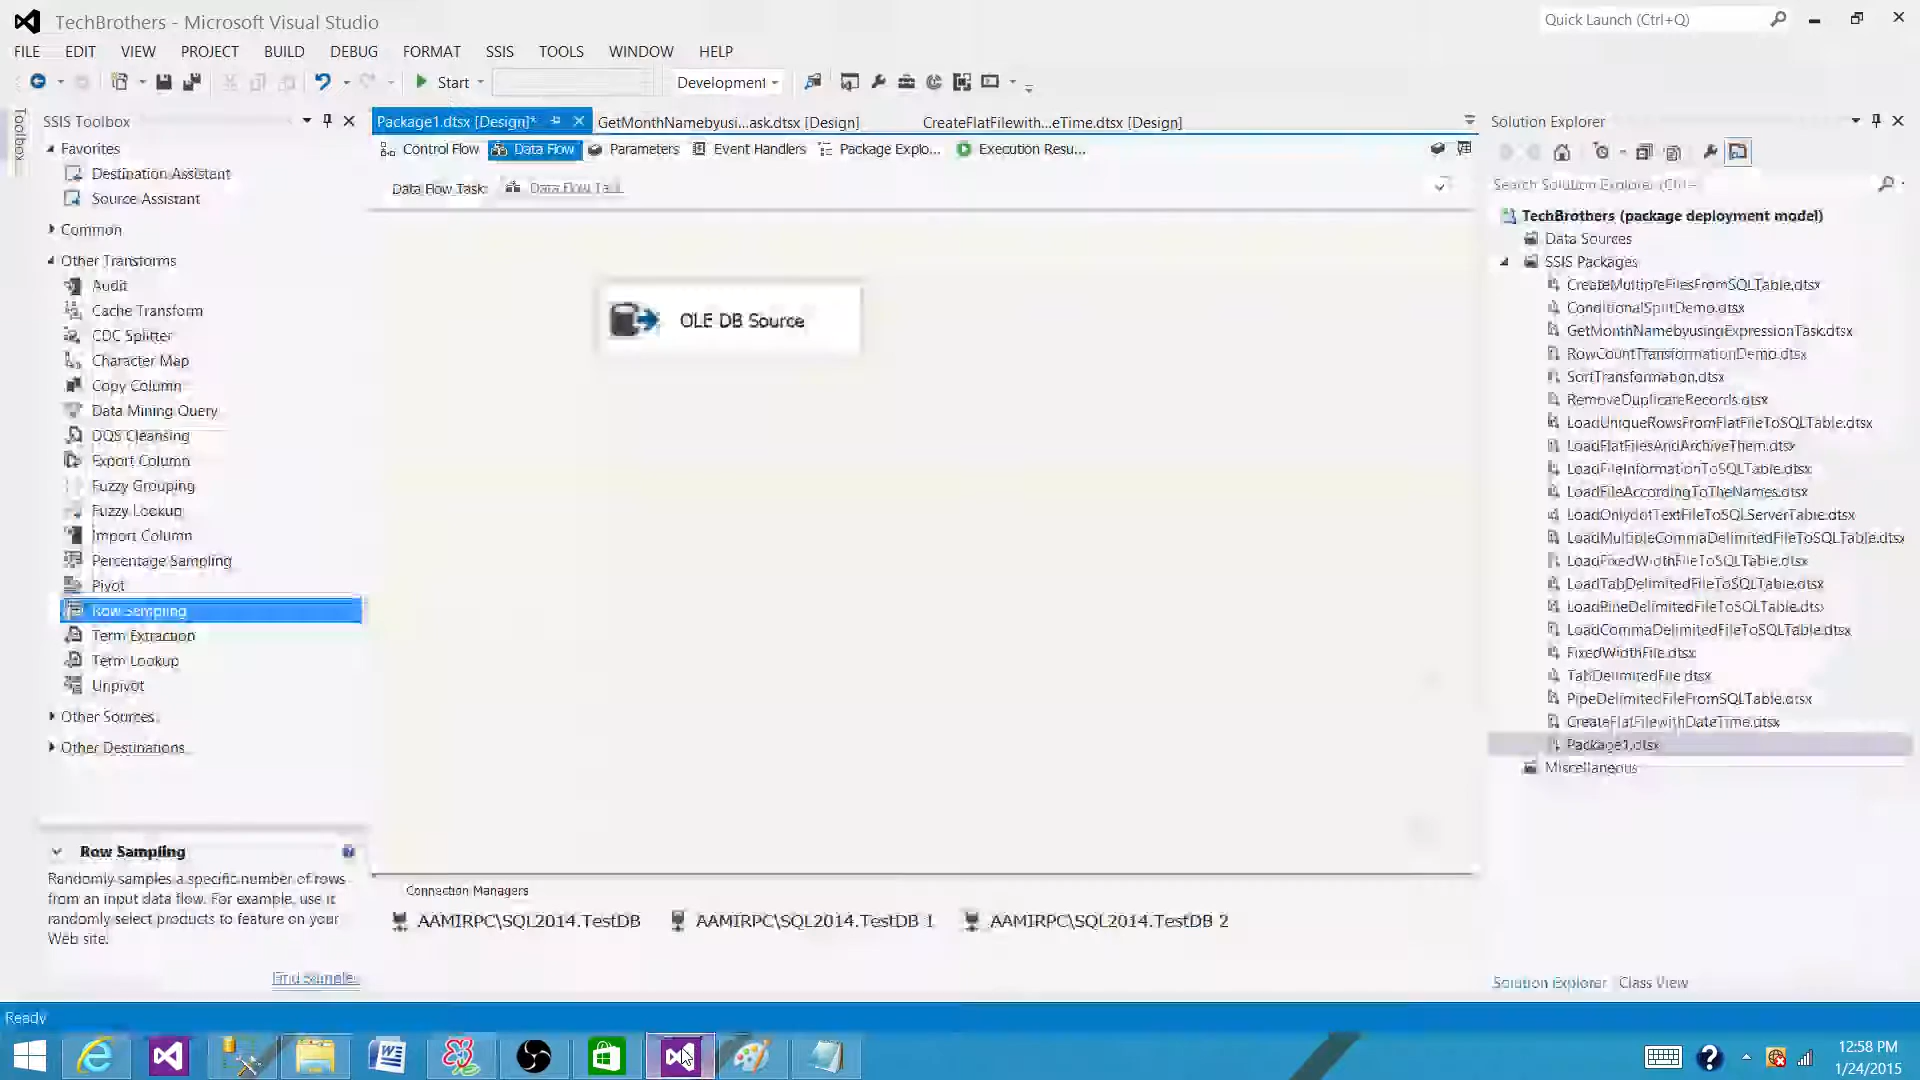 TechBrothers - Microsoft Visual Studio
Quick Launch (Ctrl+Q)
FILE EDIT VIEW PROJECT BUILD DEBUG FORMAT SSIS TOOLS WINDOW HELP
Start
Development
Toolbox
SSIS Toolbox
Favorites
Destination Assistant
Source Assistant
Common
Other Transforms
Audit
Cache Transform
CDC Splitter
Character Map
Copy Column
Data Mining Query
DQS Cleansing
Export Column
Fuzzy Grouping
Fuzzy Lookup
Import Column
Percentage Sampling
Pivot
Row Sampling
Term Extraction
Term Lookup
Unpivot
Other Sources
Other Destinations
Row Sampling
Randomly samples a specific number of rows
from an input data flow. For example, use it
randomly select products to feature on your
Web site.
Find Samples
Package1.dtsx [Design]*
GetMonthNamebyusi...ask.dtsx [Design]
CreateFlatFilewith...eTime.dtsx [Design]
Control Flow
Data Flow
Parameters
Event Handlers
Package Explo...
Execution Resu...
Data Flow Task:
Data Flow Task
OLE DB Source
Connection Managers
AAMIRPC\SQL2014.TestDB
AAMIRPC\SQL2014.TestDB 1
AAMIRPC\SQL2014.TestDB 2
Solution Explorer
Search Solution Explorer (Ctrl+
TechBrothers (package deployment model)
Data Sources
SSIS Packages
CreateMultipleFilesFromSQLTable.dtsx
ConditionalSplitDemo.dtsx
GetMonthNamebyusingExpressionTask.dtsx
RowCountTransformationDemo.dtsx
SortTransformation.dtsx
RemoveDuplicateRecords.dtsx
LoadUniqueRowsFromFlatFileToSQLTable.dtsx
LoadFlatFilesAndArchiveThem.dtsx
LoadFileInformationToSQLTable.dtsx
LoadFileAccordingToTheNames.dtsx
LoadOnlydotTextFileToSQLServerTable.dtsx
LoadMultipleCommaDelimitedFileToSQLTable.dtsx
LoadFixedWidthFileToSQLTable.dtsx
LoadTabDelimitedFileToSQLTable.dtsx
LoadPipeDelimitedFileToSQLTable.dtsx
LoadCommaDelimitedFileToSQLTable.dtsx
FixedWidthFile.dtsx
TabDelimitedFile.dtsx
PipeDelimitedFileFromSQLTable.dtsx
CreateFlatFilewithDateTime.dtsx
Package1.dtsx
Miscellaneous
Solution Explorer Class View
Ready
12:58 PM
1/24/2015